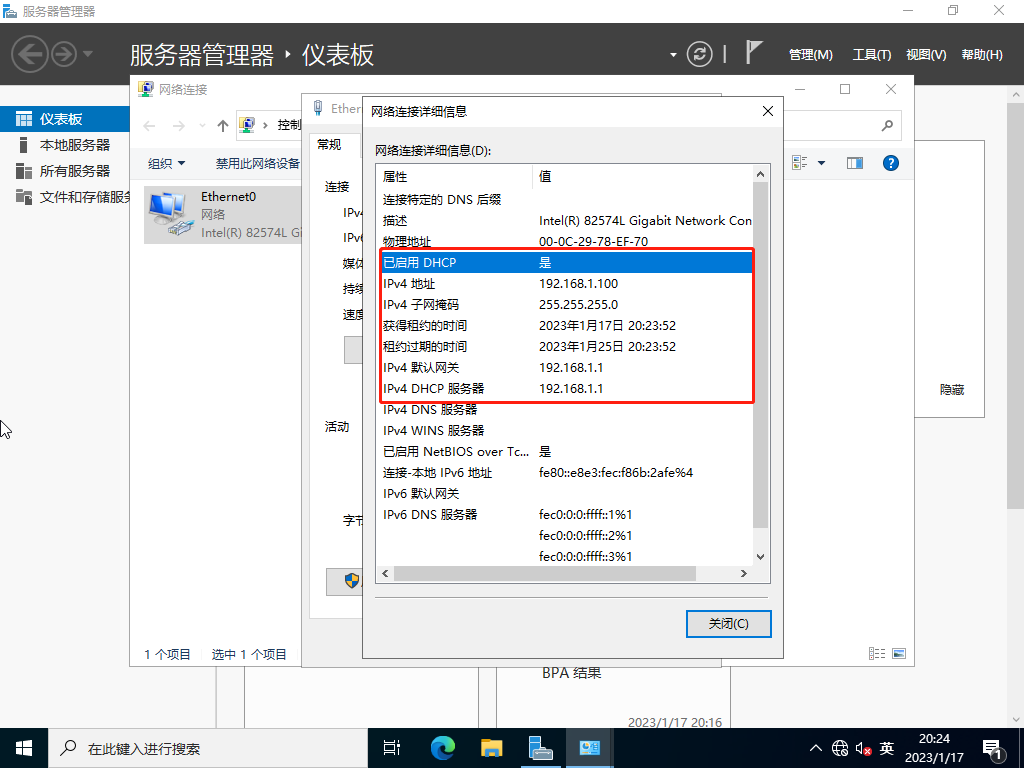 服务器管理器
服务器管理器 ‣ 仪表板
管理(M) 工具(T) 视图(V) 帮助(H)
仪表板
本地服务器
所有服务器
文件和存储服务
网络连接
控制
组织 禁用此网络设备
Ethernet0
网络
Intel(R) 82574L Gi
1 个项目 选中 1 个项目
Ether
常规
连接
IPv4
IPv6
媒体
持续
速度
活动
字节
网络连接详细信息
网络连接详细信息(D):
属性 值
连接特定的 DNS 后缀
描述 Intel(R) 82574L Gigabit Network Con
物理地址 00-0C-29-78-EF-70
已启用 DHCP 是
IPv4 地址 192.168.1.100
IPv4 子网掩码 255.255.255.0
获得租约的时间 2023年1月17日 20:23:52
租约过期的时间 2023年1月25日 20:23:52
IPv4 默认网关 192.168.1.1
IPv4 DHCP 服务器 192.168.1.1
IPv4 DNS 服务器
IPv4 WINS 服务器
已启用 NetBIOS over Tc... 是
连接-本地 IPv6 地址 fe80::e8e3:fec:f86b:2afe%4
IPv6 默认网关
IPv6 DNS 服务器 fec0:0:0:ffff::1%1
fec0:0:0:ffff::2%1
fec0:0:0:ffff::3%1
关闭(C)
隐藏
BPA 结果
2023/1/17 20:16
在此键入进行搜索
英
20:24
2023/1/17
1